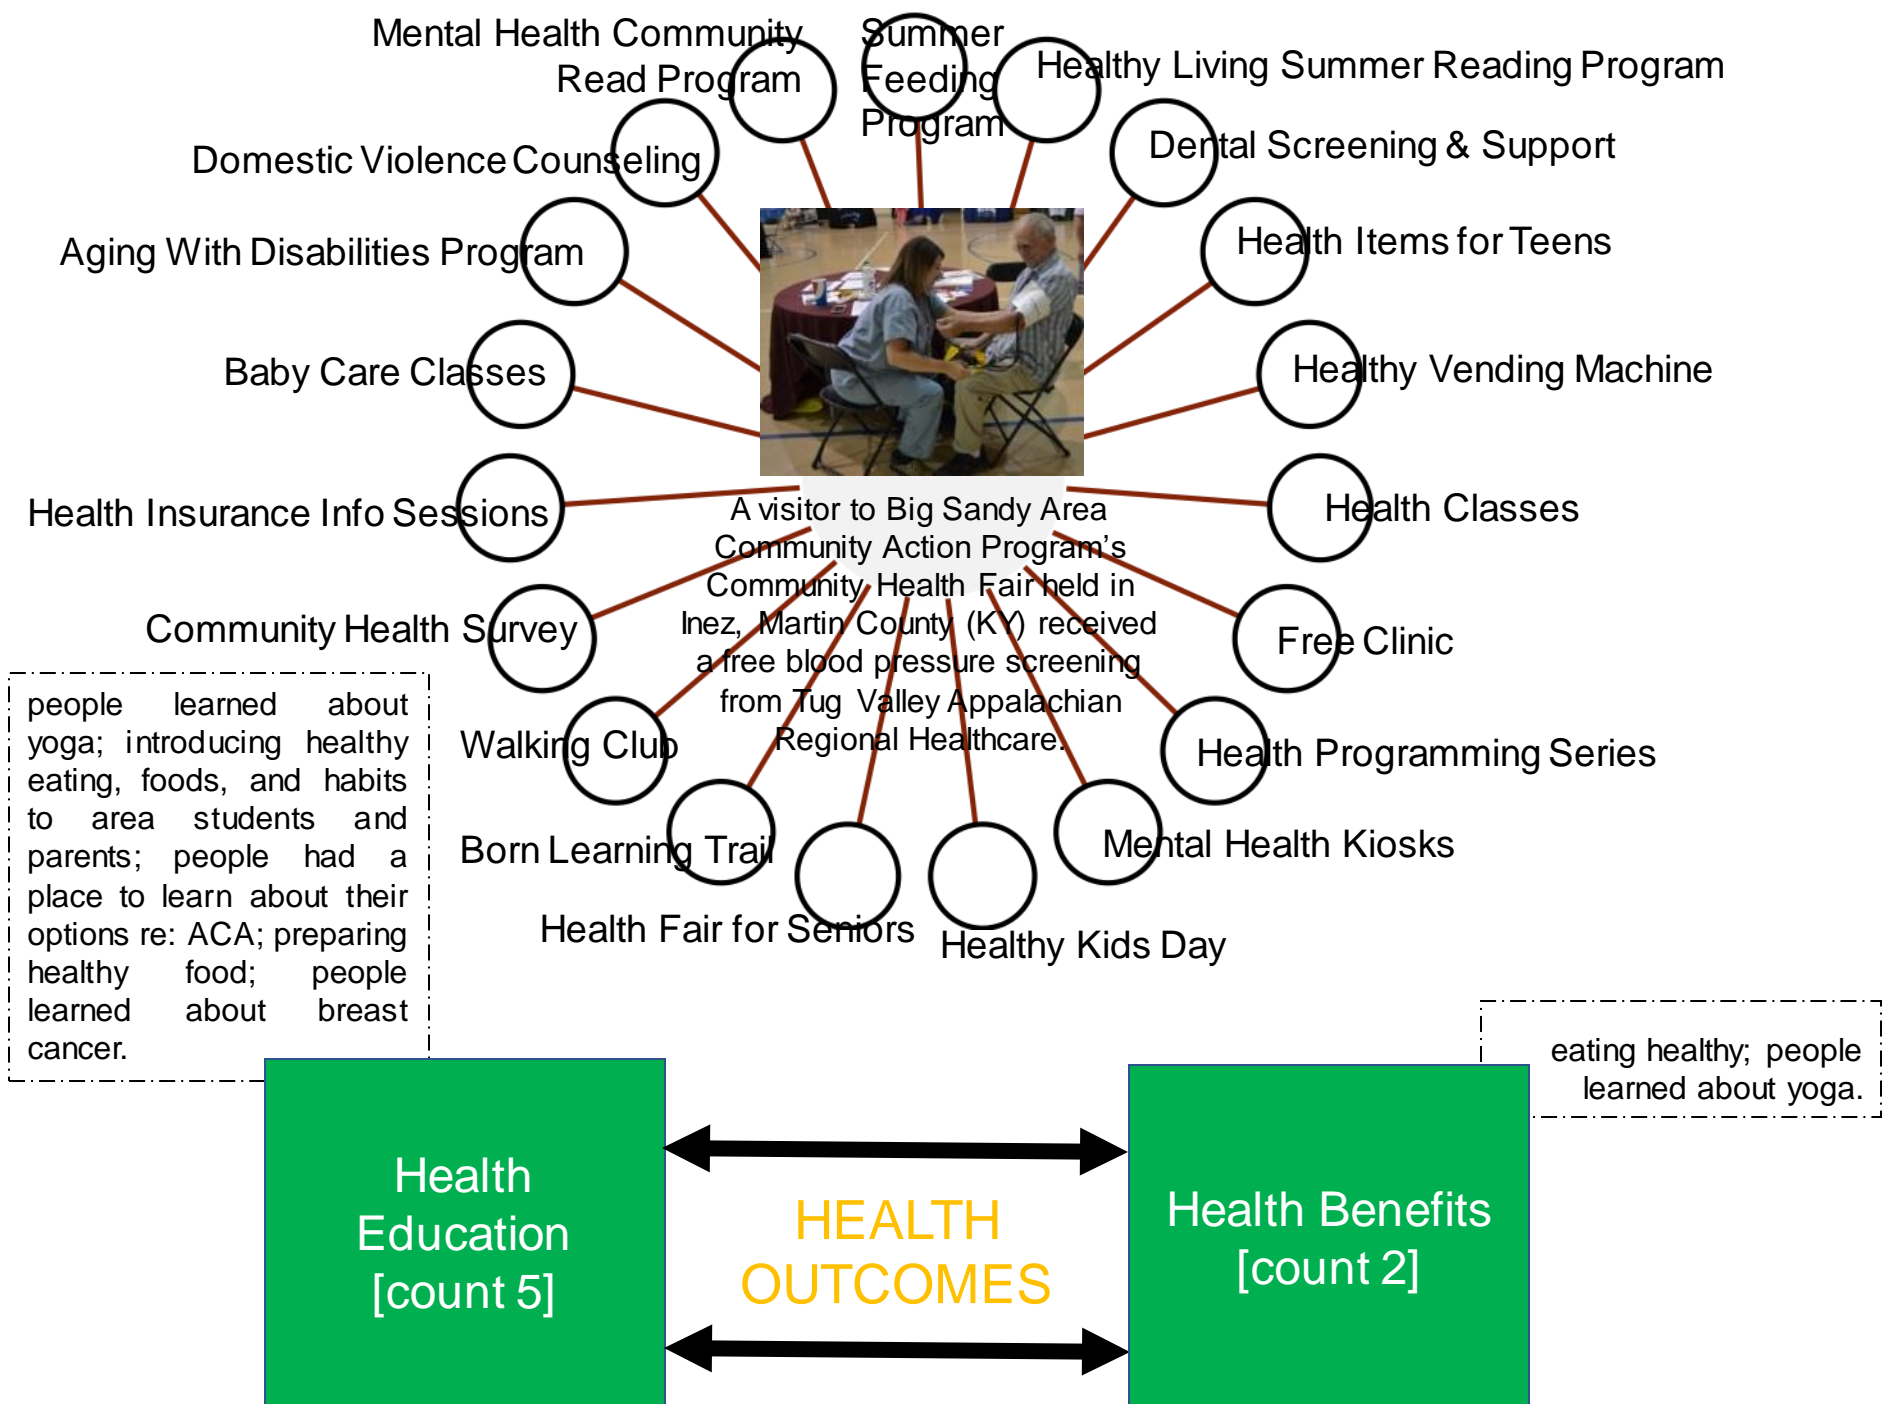 Mental Health Community
Read Program
Summer
Feeding
Program
Healthy Living Summer Reading Program
Domestic Violence Counseling
Dental Screening & Support
Aging With Disabilities Program
Health Items for Teens
Baby Care Classes
Healthy Vending Machine
Health Insurance Info Sessions
Health Classes
A visitor to Big Sandy Area
Community Action Program's
Community Health Fair held in
Inez, Martin County (KY) received
a free blood pressure screening
from Tug Valley Appalachian
Regional Healthcare.
Community Health Survey
Free Clinic
Walking Club
Health Programming Series
Born Learning Trail
Mental Health Kiosks
Health Fair for Seniors
Healthy Kids Day
people learned about
yoga; introducing healthy
eating, foods, and habits
to area students and
parents; people had a
place to learn about their
options re: ACA; preparing
healthy food; people
learned about breast
cancer.
eating healthy; people
learned about yoga.
Health
Education
[count 5]
HEALTH
OUTCOMES
Health Benefits
[count 2]